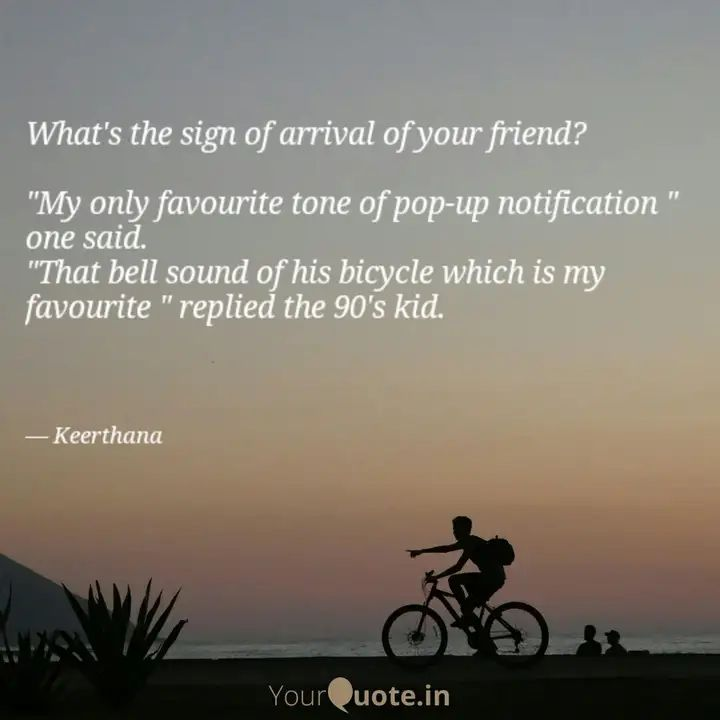 What's the sign of arrival of your friend?
"My only favourite tone of pop-up notification "
one said.
"That bell sound of his bicycle which is my
favourite " replied the 90's kid.
— Keerthana
YourQuote.in